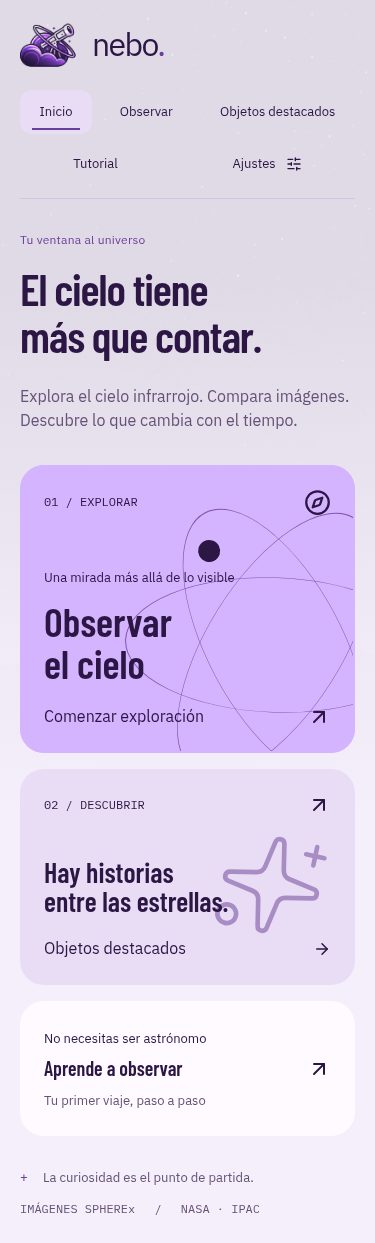 nebo.
Inicio
Observar
Objetos destacados
Tutorial
Ajustes
Tu ventana al universo
El cielo tiene
más que contar.
Explora el cielo infrarrojo. Compara imágenes.
Descubre lo que cambia con el tiempo.
01 / EXPLORAR
Una mirada más allá de lo visible
Observar
el cielo
Comenzar exploración
02 / DESCUBRIR
Hay historias
entre las estrellas.
Objetos destacados
No necesitas ser astrónomo
Aprende a observar
Tu primer viaje, paso a paso
+ La curiosidad es el punto de partida.
IMÁGENES SPHEREx / NASA · IPAC